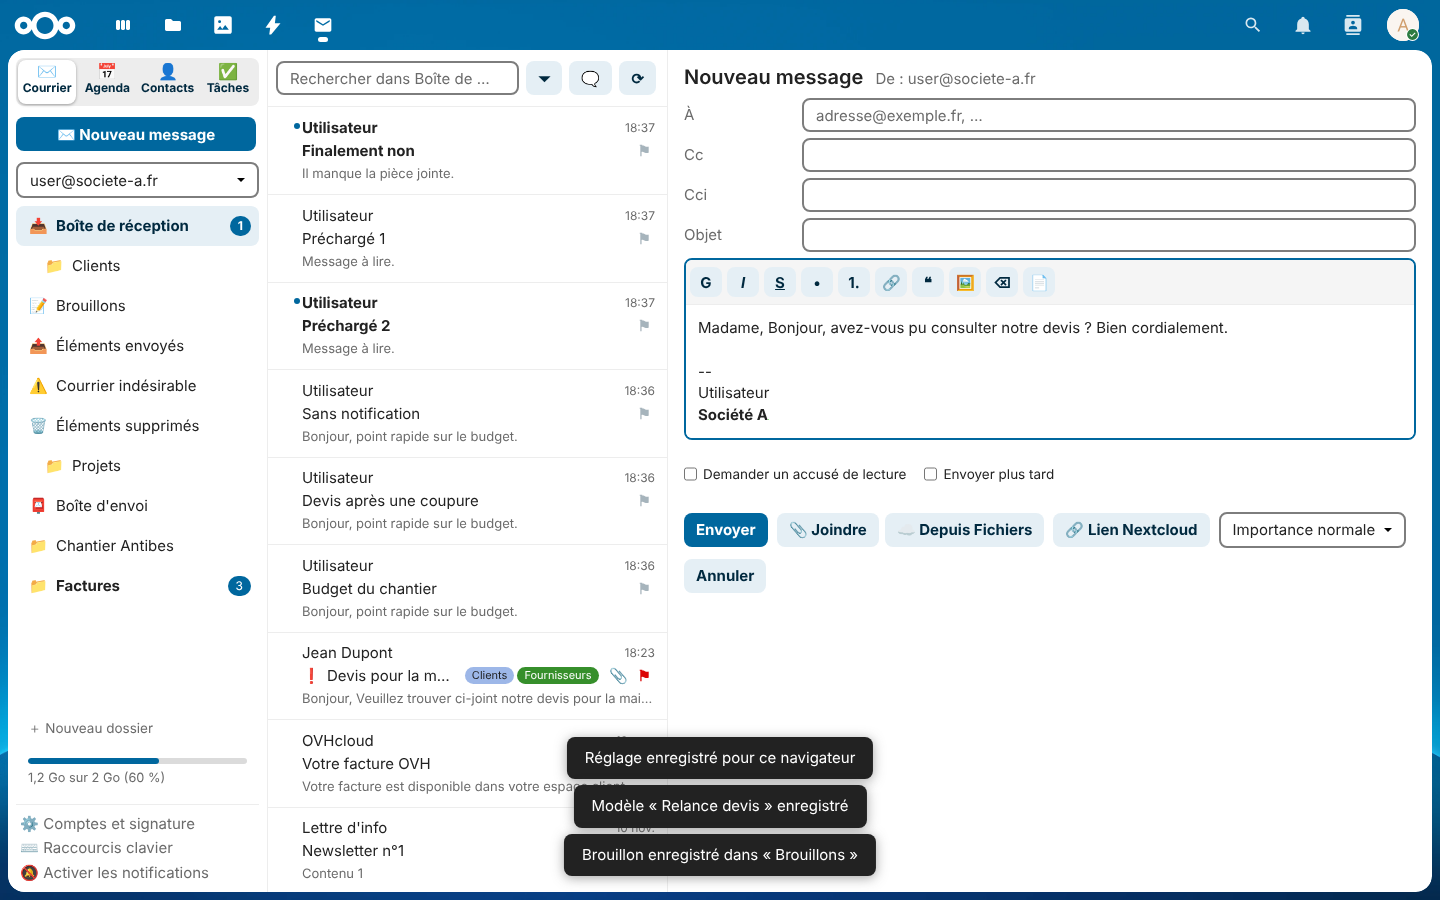 A
Courrier
Agenda
Contacts
Tâches
Nouveau message
user@societe-a.fr
Boîte de réception 1
Clients
Brouillons
Éléments envoyés
Courrier indésirable
Éléments supprimés
Projets
Boîte d'envoi
Chantier Antibes
Factures 3
+ Nouveau dossier
1,2 Go sur 2 Go (60 %)
Comptes et signature
Raccourcis clavier
Activer les notifications
Rechercher dans Boîte de ...
Utilisateur 18:37
Finalement non
Il manque la pièce jointe.
Utilisateur 18:37
Préchargé 1
Message à lire.
Utilisateur 18:37
Préchargé 2
Message à lire.
Utilisateur 18:36
Sans notification
Bonjour, point rapide sur le budget.
Utilisateur 18:36
Devis après une coupure
Bonjour, point rapide sur le budget.
Utilisateur 18:36
Budget du chantier
Bonjour, point rapide sur le budget.
Jean Dupont 18:23
❗ Devis pour la m... Clients Fournisseurs
Bonjour, Veuillez trouver ci-joint notre devis pour la mai...
OVHcloud
Votre facture OVH
Votre facture est disponible dans votre espace client.
Lettre d'info 10 nov.
Newsletter n°1
Contenu 1
Nouveau message De : user@societe-a.fr
À adresse@exemple.fr, ...
Cc
Cci
Objet
G I S • 1. ❝
Madame, Bonjour, avez-vous pu consulter notre devis ? Bien cordialement.
--
Utilisateur
Société A
Demander un accusé de lecture Envoyer plus tard
Envoyer Joindre Depuis Fichiers Lien Nextcloud Importance normale
Annuler
Réglage enregistré pour ce navigateur
Modèle « Relance devis » enregistré
Brouillon enregistré dans « Brouillons »